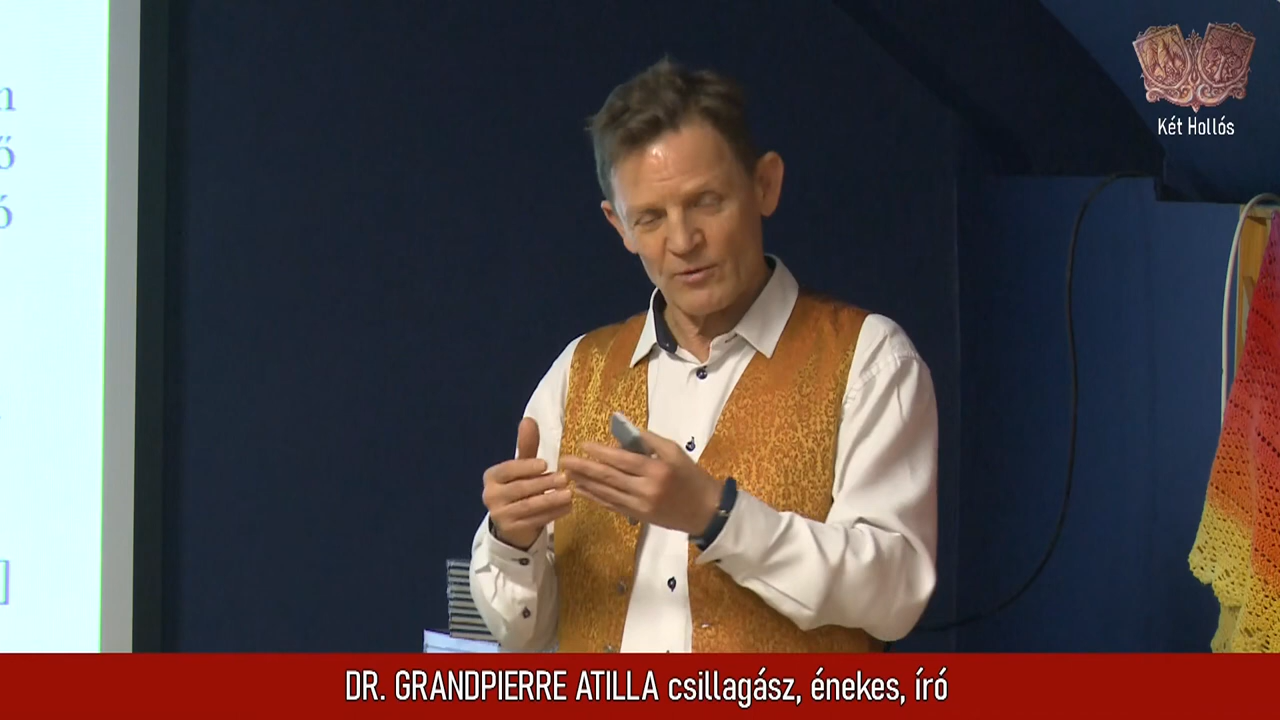 n
ő
ó
]
Két Hollós
DR. GRANDPIERRE ATILLA csillagász, énekes, író